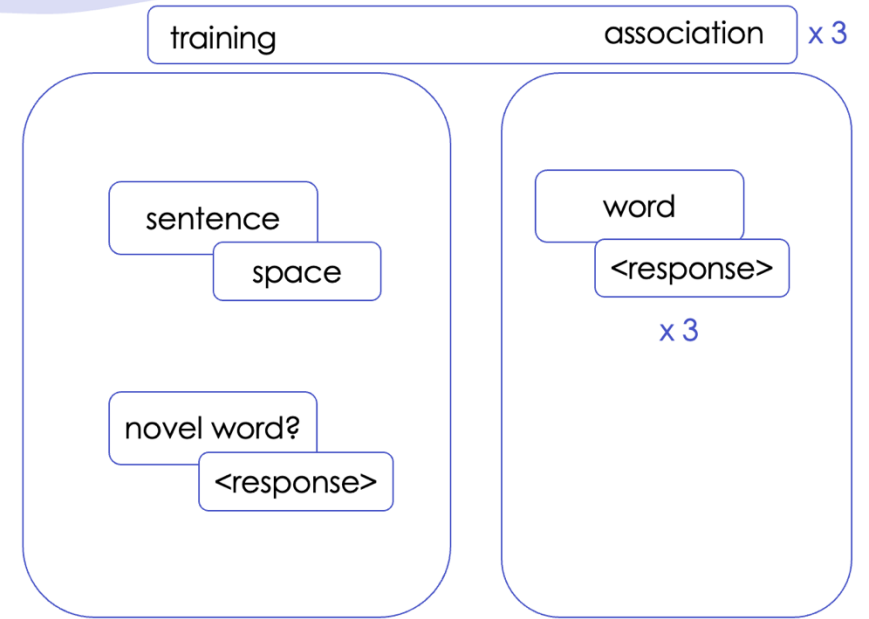 training association x 3
sentence
space
novel word?
<response>
word
<response>
x 3